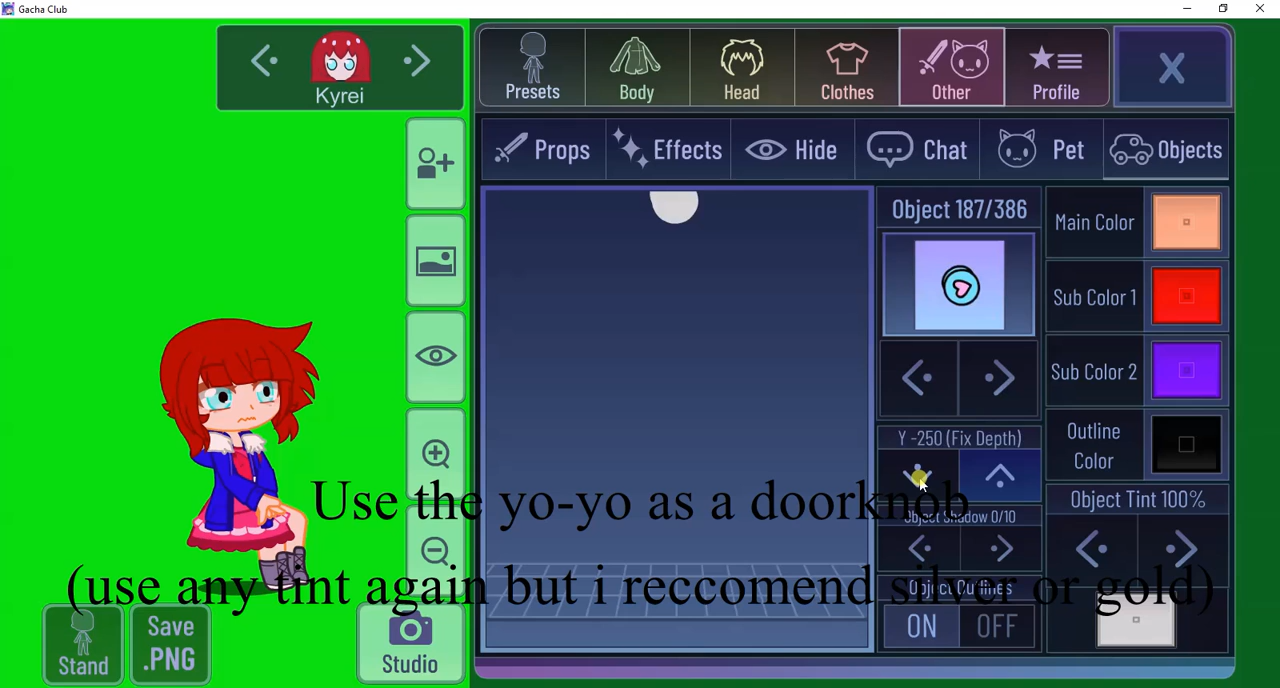 Gacha Club
Kyrei
Presets
Body
Head
Clothes
Other
Profile
X
Props
Effects
Hide
Chat
Pet
Objects
Object 187/386
Main Color
Sub Color 1
Sub Color 2
Outline
Color
Y -250 (Fix Depth)
Object Tint 100%
Use the yo-yo as a doorknob
Object Shadow 0/10
(use any tint again but i reccomend silver or gold)
Object Outlines
ON
OFF
Stand
Save
.PNG
Studio